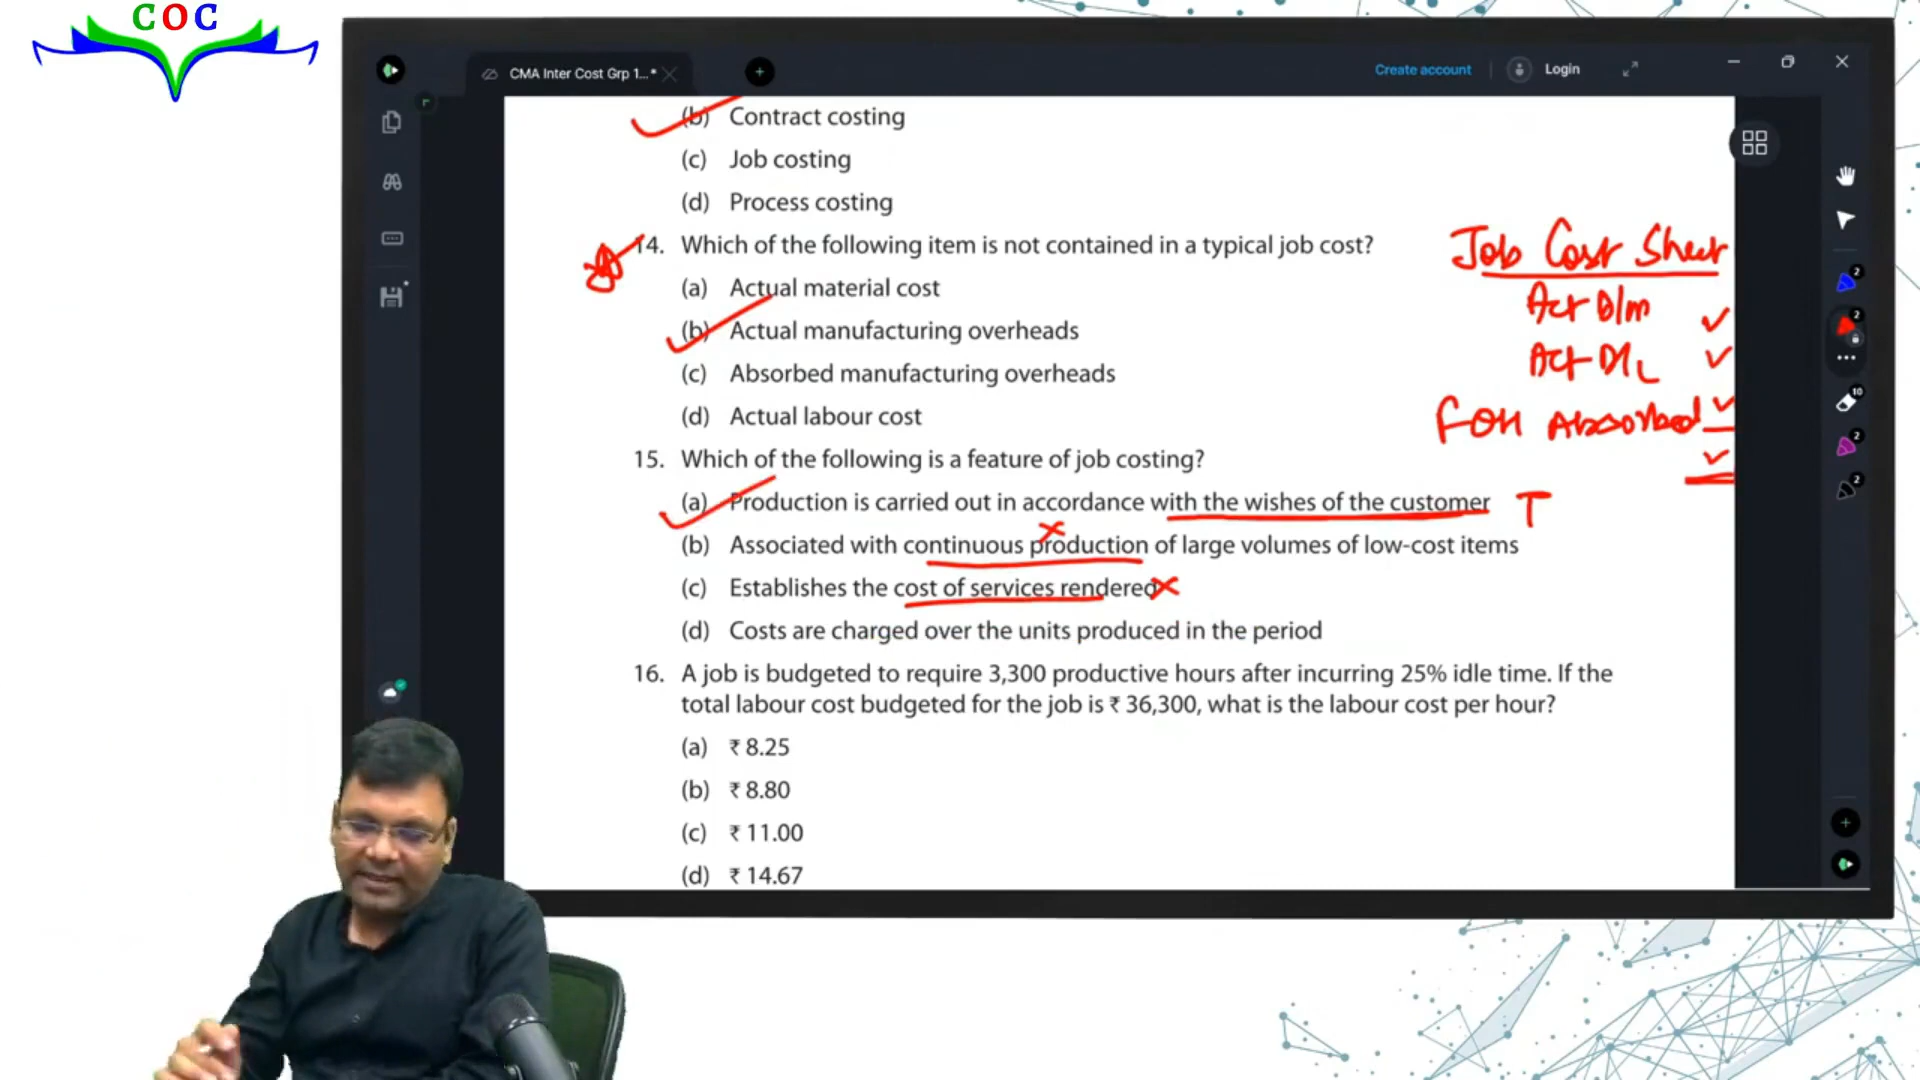 COC
CMA Inter Cost Grp 1...*
Create account
Login
(b) Contract costing
(c) Job costing
(d) Process costing
14. Which of the following item is not contained in a typical job cost?
(a) Actual material cost
(b) Actual manufacturing overheads
(c) Absorbed manufacturing overheads
(d) Actual labour cost
Job Cost Sheet
Act D/m
Act D/L
FOH Absorbed
15. Which of the following is a feature of job costing?
(a) Production is carried out in accordance with the wishes of the customer T
(b) Associated with continuous production of large volumes of low-cost items
(c) Establishes the cost of services rendered
(d) Costs are charged over the units produced in the period
16. A job is budgeted to require 3,300 productive hours after incurring 25% idle time. If the
total labour cost budgeted for the job is ₹ 36,300, what is the labour cost per hour?
(a) ₹ 8.25
(b) ₹ 8.80
(c) ₹ 11.00
(d) ₹ 14.67
2
2
10
2
2